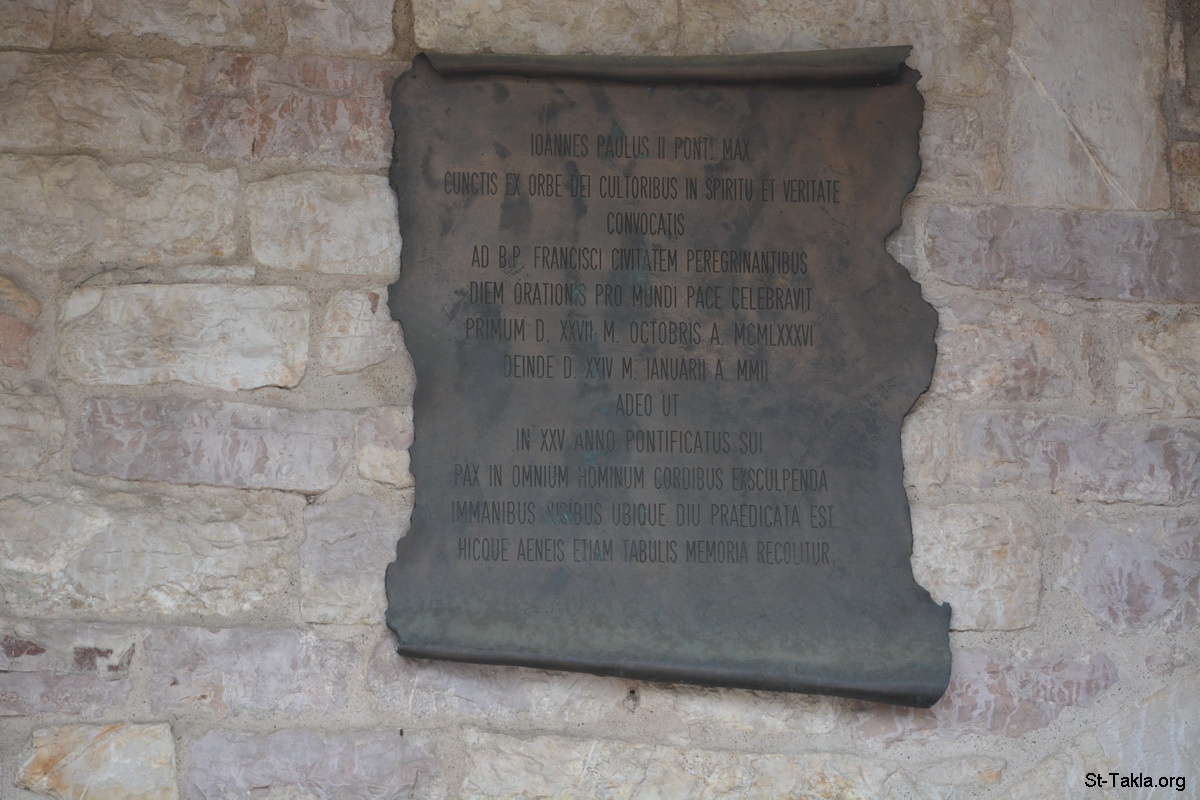 IOANNES PAULUS II PONT. MAX.
CUNCTIS EX ORBE DEI CULTORIBUS IN SPIRITU ET VERITATE
CONVOCATIS
AD B.P. FRANCISCI CIVITATEM PEREGRINANTIBUS
DIEM ORATIONIS PRO MUNDI PACE CELEBRAVIT
PRIMUM D. XXVII M. OCTOBRIS A. MCMLXXXVI
DEINDE D. XXIV M. IANUARII A. MMII
ADEO UT
IN XXV ANNO PONTIFICATUS SUI
PAX IN OMNIUM HOMINUM CORDIBUS EXSCULPENDA
IMMANIBUS NISIBUS UBIQUE DIU PRAEDICATA EST
HICQUE AENEIS ETIAM TABULIS MEMORIA RECOLITUR
St-Takla.org